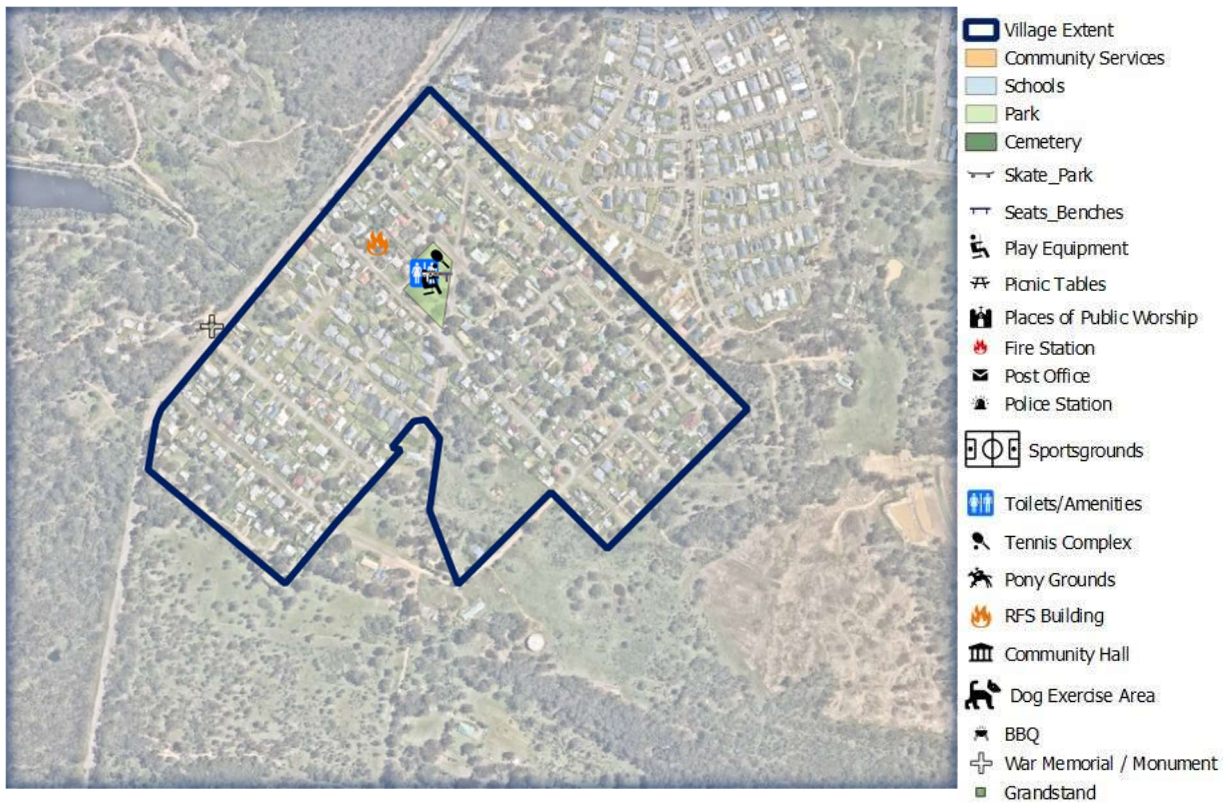 Village Extent
Community Services
Schools
Park
Cemetery
Skate_Park
Seats_Benches
Play Equipment
Picnic Tables
Places of Public Worship
Fire Station
Post Office
Police Station
Sportsgrounds
Toilets/Amenities
Tennis Complex
Pony Grounds
RFS Building
Community Hall
Dog Exercise Area
BBQ
War Memorial / Monument
Grandstand